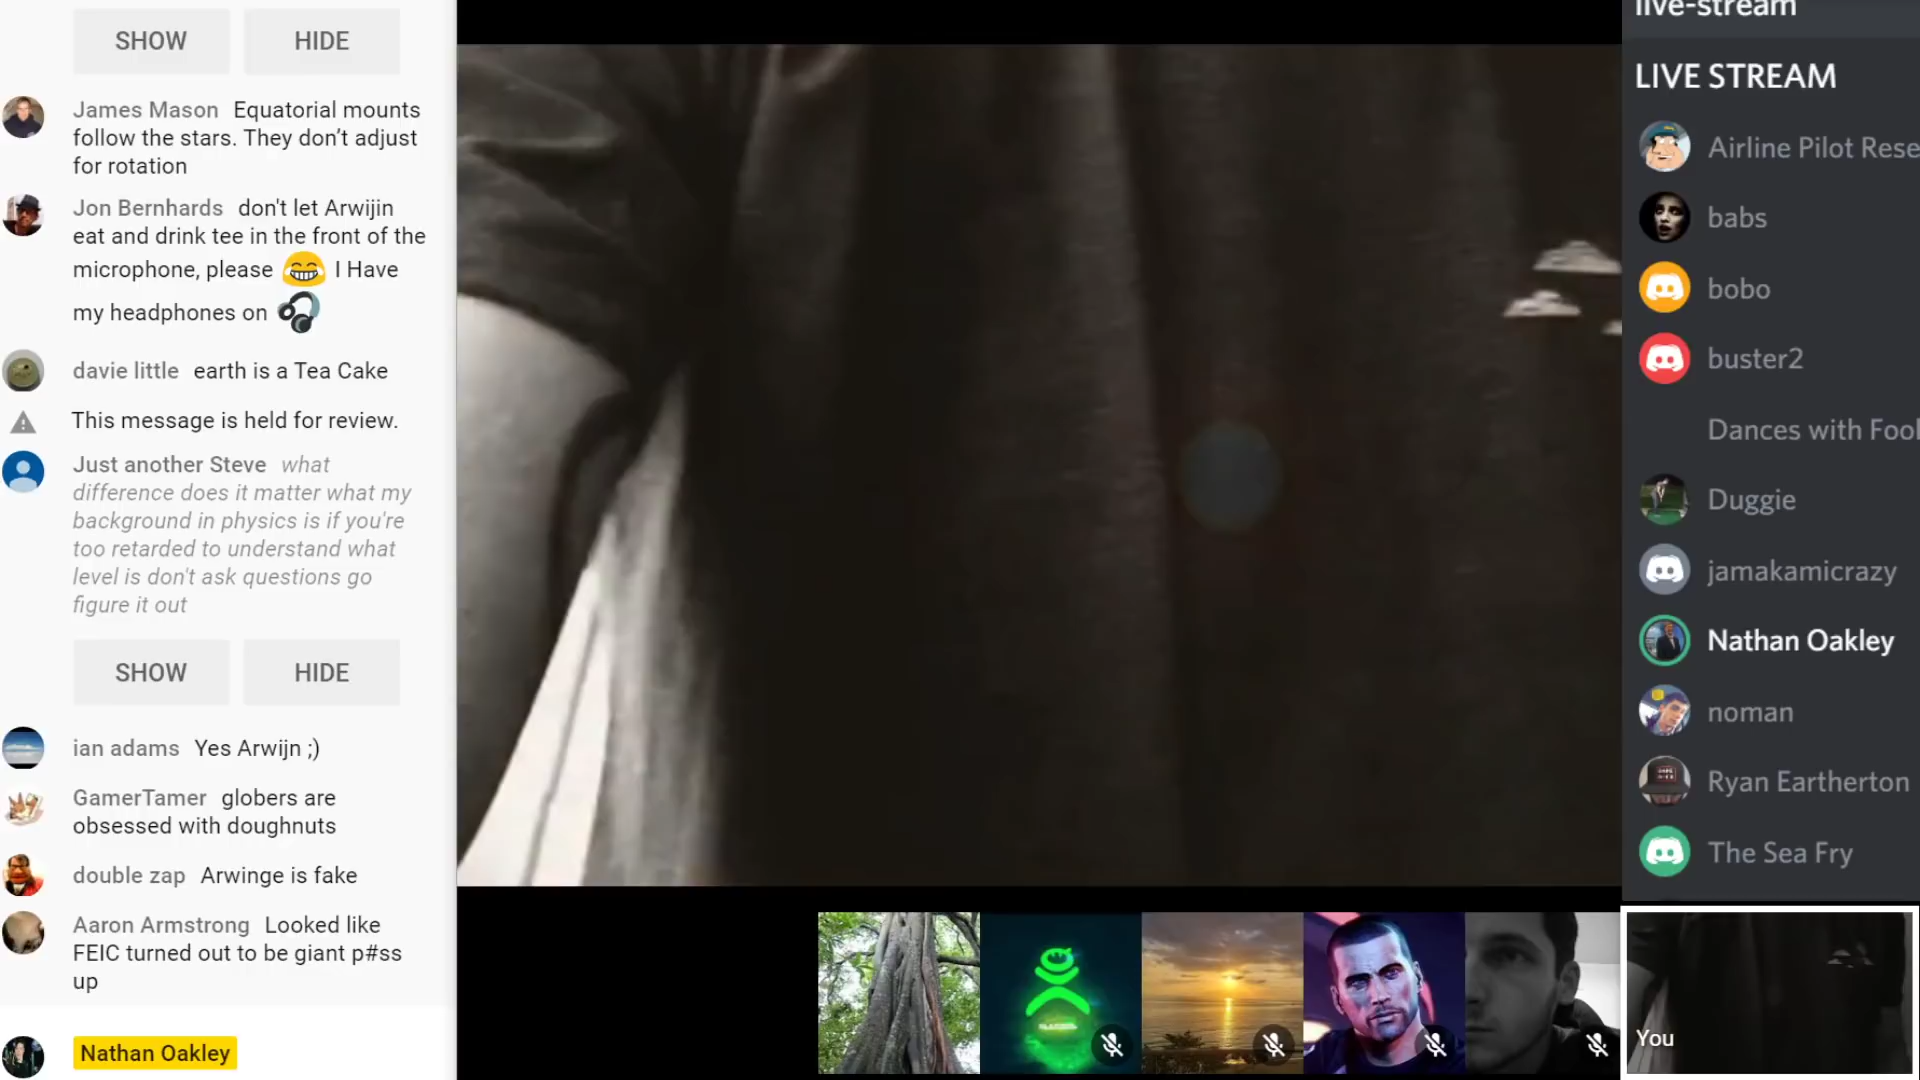 SHOW HIDE
James Mason Equatorial mounts
follow the stars. They don’t adjust
for rotation
Jon Bernhards don't let Arwijin
eat and drink tee in the front of the
microphone, please 😂 I Have
my headphones on 🎧
davie little earth is a Tea Cake
This message is held for review.
Just another Steve what
difference does it matter what my
background in physics is if you're
too retarded to understand what
level is don't ask questions go
figure it out
SHOW HIDE
ian adams Yes Arwijn ;)
GamerTamer globers are
obsessed with doughnuts
double zap Arwinge is fake
Aaron Armstrong Looked like
FEIC turned out to be giant p#ss
up
Nathan Oakley
You
live-stream
LIVE STREAM
Airline Pilot Rese
babs
bobo
buster2
Dances with Fool
Duggie
jamakamicrazy
Nathan Oakley
noman
Ryan Eartherton
The Sea Fry